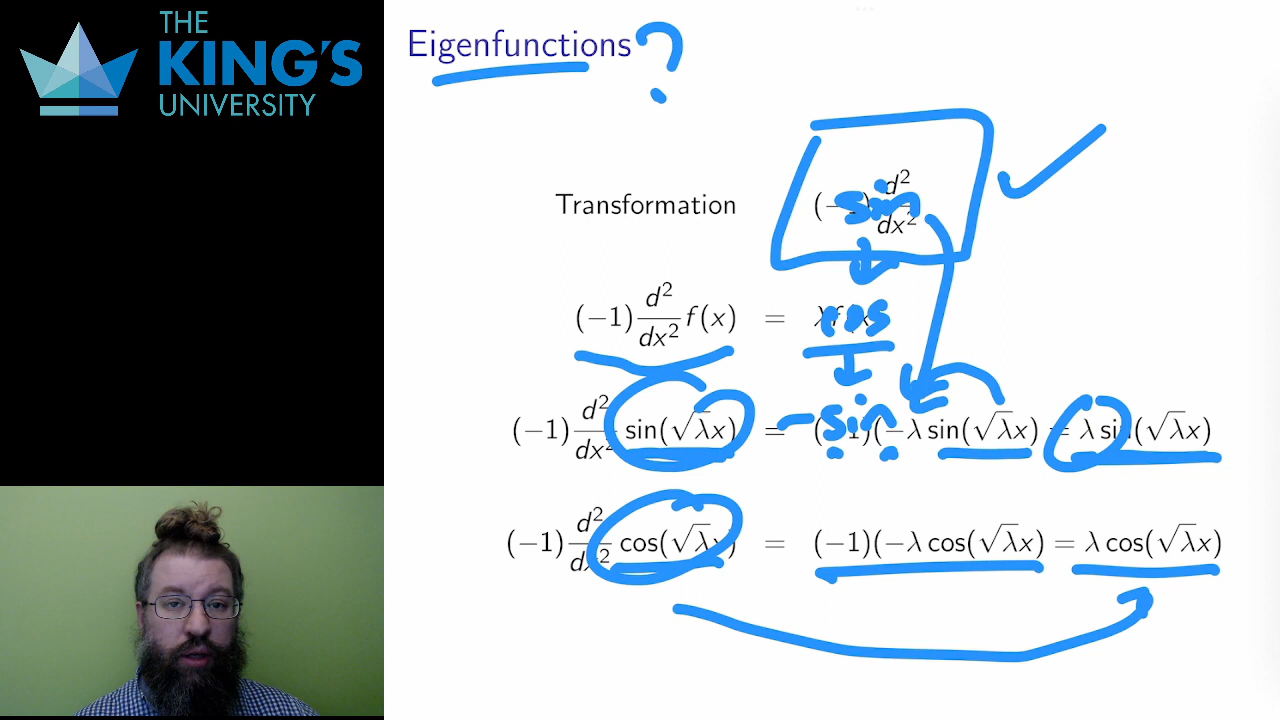 THE
KING'S
UNIVERSITY
Eigenfunctions ?
Transformation (-1) d²/dx²
sin
(-1) d²/dx² f(x) = λf(x)
cos
(-1) d²/dx² sin(√λx) = (-1)(-λ sin(√λx) = λ sin(√λx)
-sin
(-1) d²/dx² cos(√λx) = (-1)(-λ cos(√λx) = λ cos(√λx)